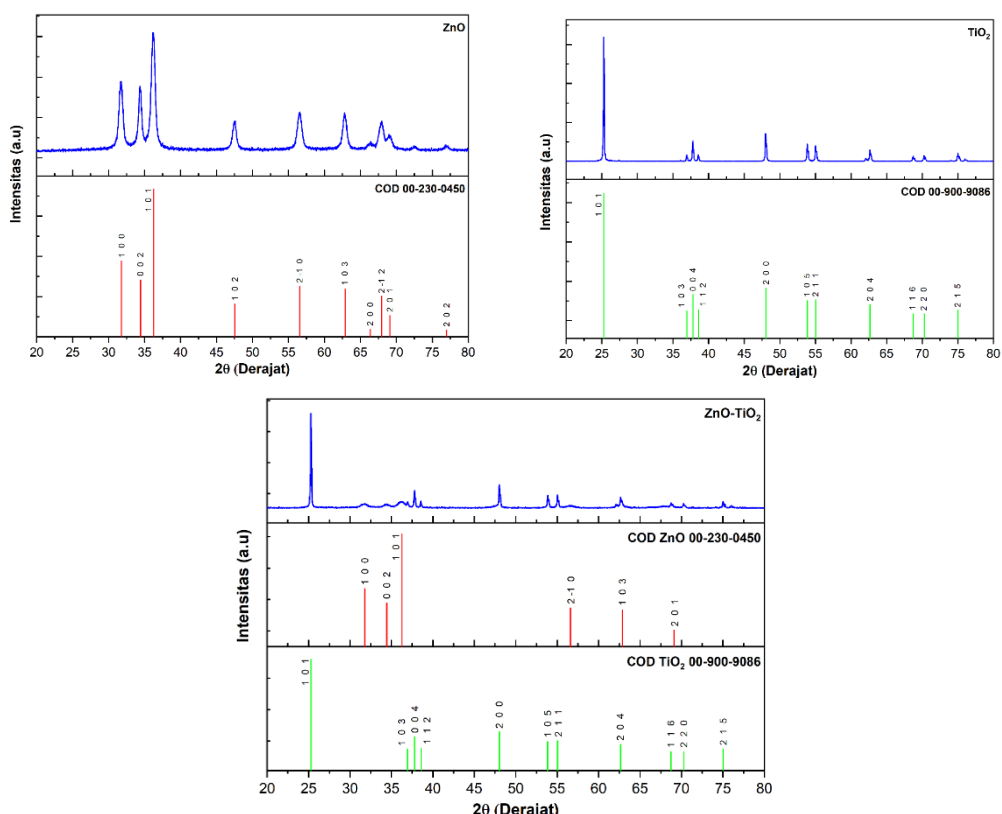 ZnO
COD 00-230-0450
1 0 0
0 0 2
1 0 1
1 0 2
2 -1 0
1 0 3
2 0 0
2 -1 2
2 0 1
2 0 2
20 25 30 35 40 45 50 55 60 65 70 75 80
2θ (Derajat)
Intensitas (a.u)
TiO₂
COD 00-900-9086
1 0 1
1 0 3
0 0 4
1 1 2
2 0 0
1 0 5
2 1 1
2 0 4
1 1 6
2 2 0
2 1 5
20 25 30 35 40 45 50 55 60 65 70 75 80
2θ (Derajat)
Intensitas (a.u)
ZnO-TiO₂
COD ZnO 00-230-0450
1 0 0
0 0 2
1 0 1
2 -1 0
1 0 3
2 0 1
COD TiO₂ 00-900-9086
1 0 1
1 0 3
0 0 4
1 1 2
2 0 0
1 0 5
2 1 1
2 0 4
1 1 6
2 2 0
2 1 5
20 25 30 35 40 45 50 55 60 65 70 75 80
2θ (Derajat)
Intensitas (a.u)